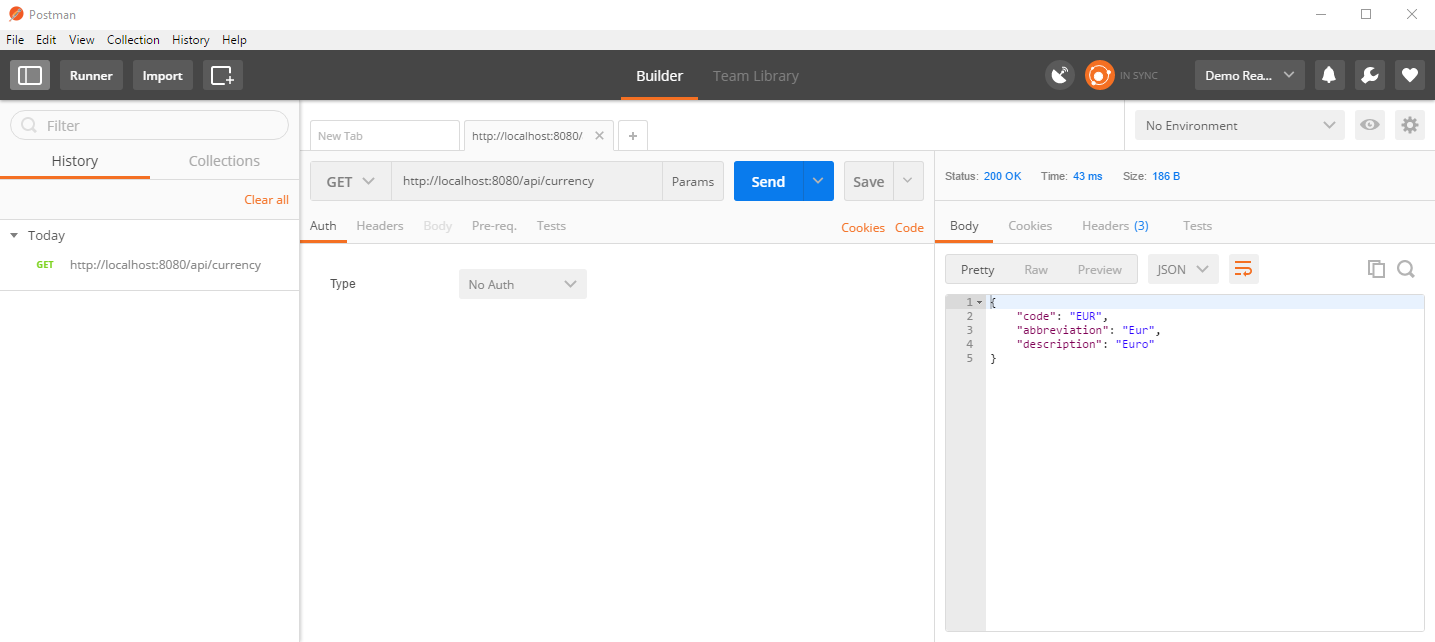 Postman
File Edit View Collection History Help
Runner Import Builder Team Library IN SYNC Demo Rea...
Filter
History Collections
Clear all
Today
GET http://localhost:8080/api/currency
New Tab http://localhost:8080/ +
No Environment
GET http://localhost:8080/api/currency Params Send Save
Auth Headers Body Pre-req. Tests Cookies Code
Type No Auth
Status: 200 OK Time: 43 ms Size: 186 B
Body Cookies Headers (3) Tests
Pretty Raw Preview JSON
1 {
2 "code": "EUR",
3 "abbreviation": "Eur",
4 "description": "Euro"
5 }